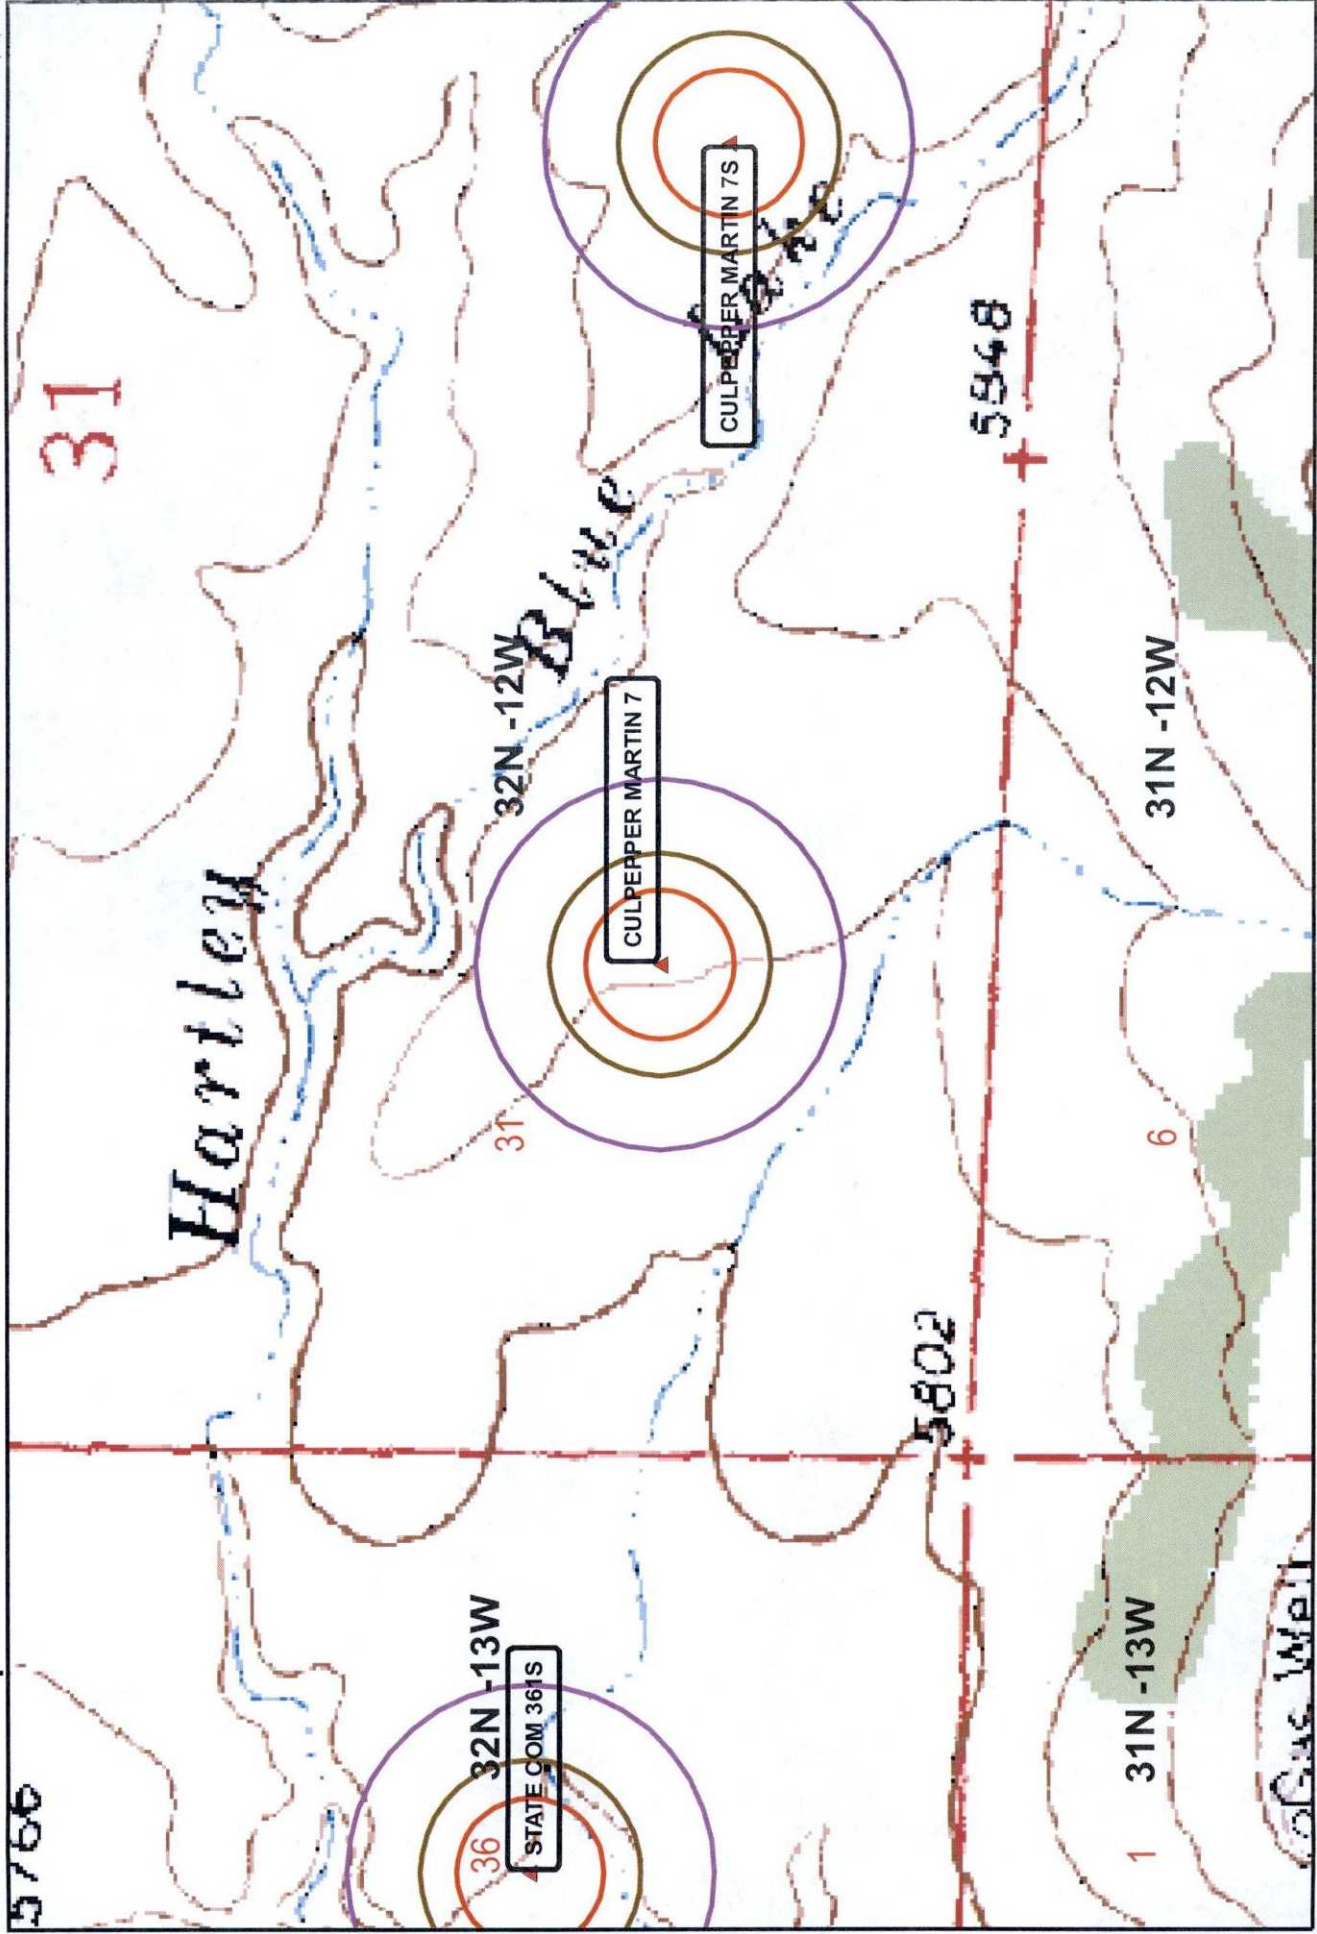 5766
31
Hartley
36
32N -13W
31
32N -12W
STATE COM 361S
Blue
CULPEPPER MARTIN 7
CULPEPPER MARTIN 7S
Lake
5802
1
31N -13W
6
31N -12W
Gas Well